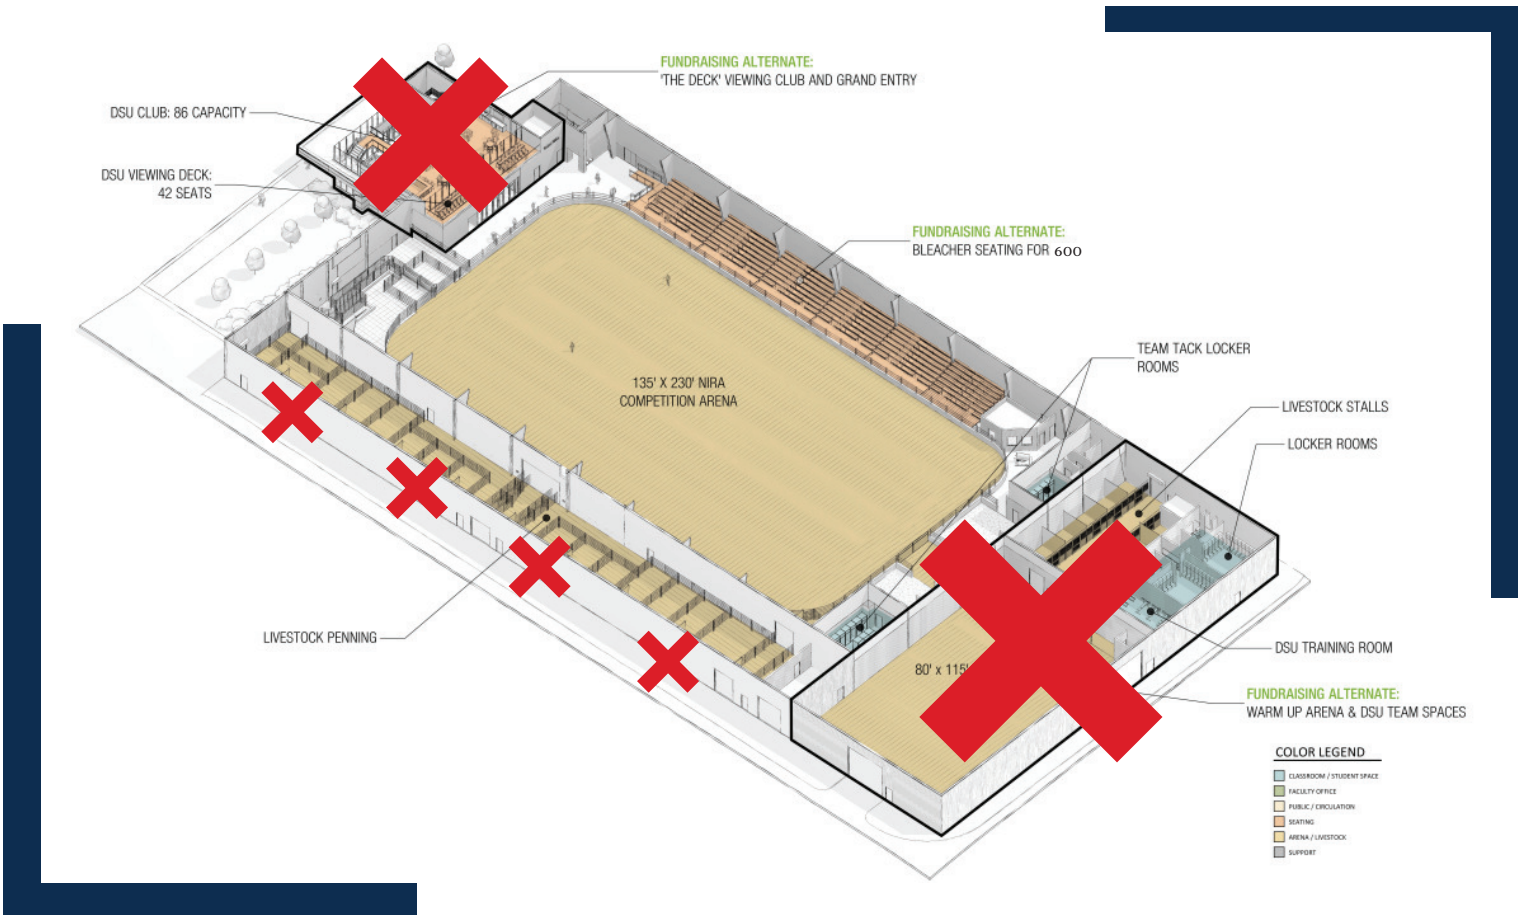 FUNDRAISING ALTERNATE:
'THE DECK' VIEWING CLUB AND GRAND ENTRY
DSU CLUB: 86 CAPACITY
DSU VIEWING DECK:
42 SEATS
FUNDRAISING ALTERNATE:
BLEACHER SEATING FOR 600
TEAM TACK LOCKER
ROOMS
135' X 230' NIRA
COMPETITION ARENA
LIVESTOCK STALLS
LOCKER ROOMS
LIVESTOCK PENNING
80' x 115'
DSU TRAINING ROOM
FUNDRAISING ALTERNATE:
WARM UP ARENA & DSU TEAM SPACES
COLOR LEGEND
CLASSROOM / STUDENT SPACE
FACULTY OFFICE
PUBLIC / CIRCULATION
SEATING
ARENA / LIVESTOCK
SUPPORT